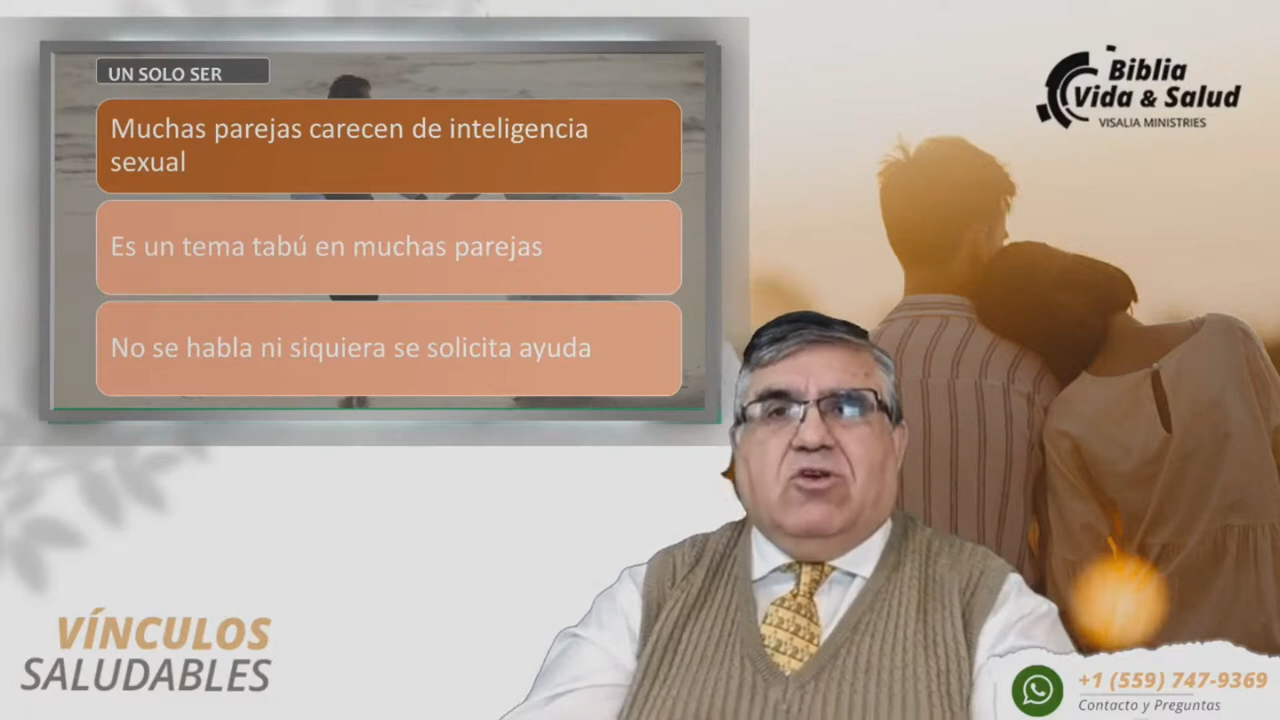 UN SOLO SER
Muchas parejas carecen de inteligencia
sexual
Es un tema tabú en muchas parejas
No se habla ni siquiera se solicita ayuda
Biblia
Vida & Salud
VISALIA MINISTRIES
VÍNCULOS
SALUDABLES
+1 (559) 747-9369
Contacto y Preguntas